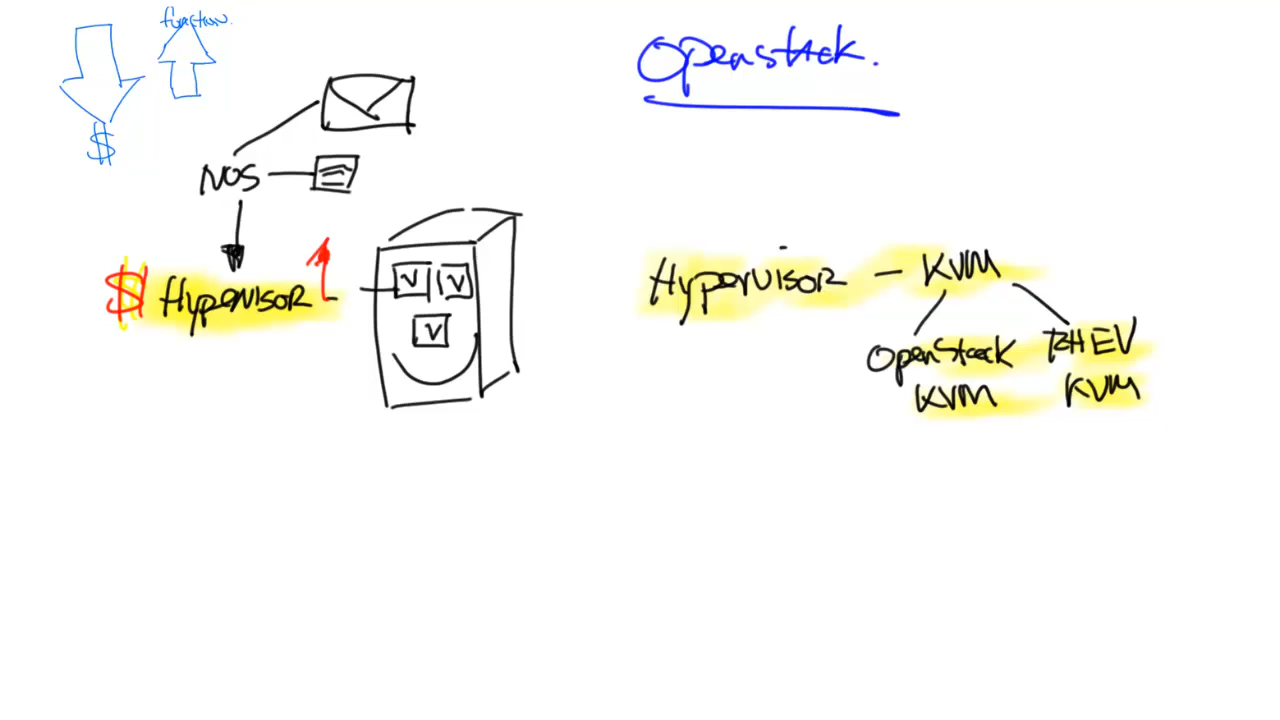 function.
$
Openstack.
NOS
$ Hypervisor
V V
V
Hypervisor - KVM
OpenStack RHEV
KVM KVM